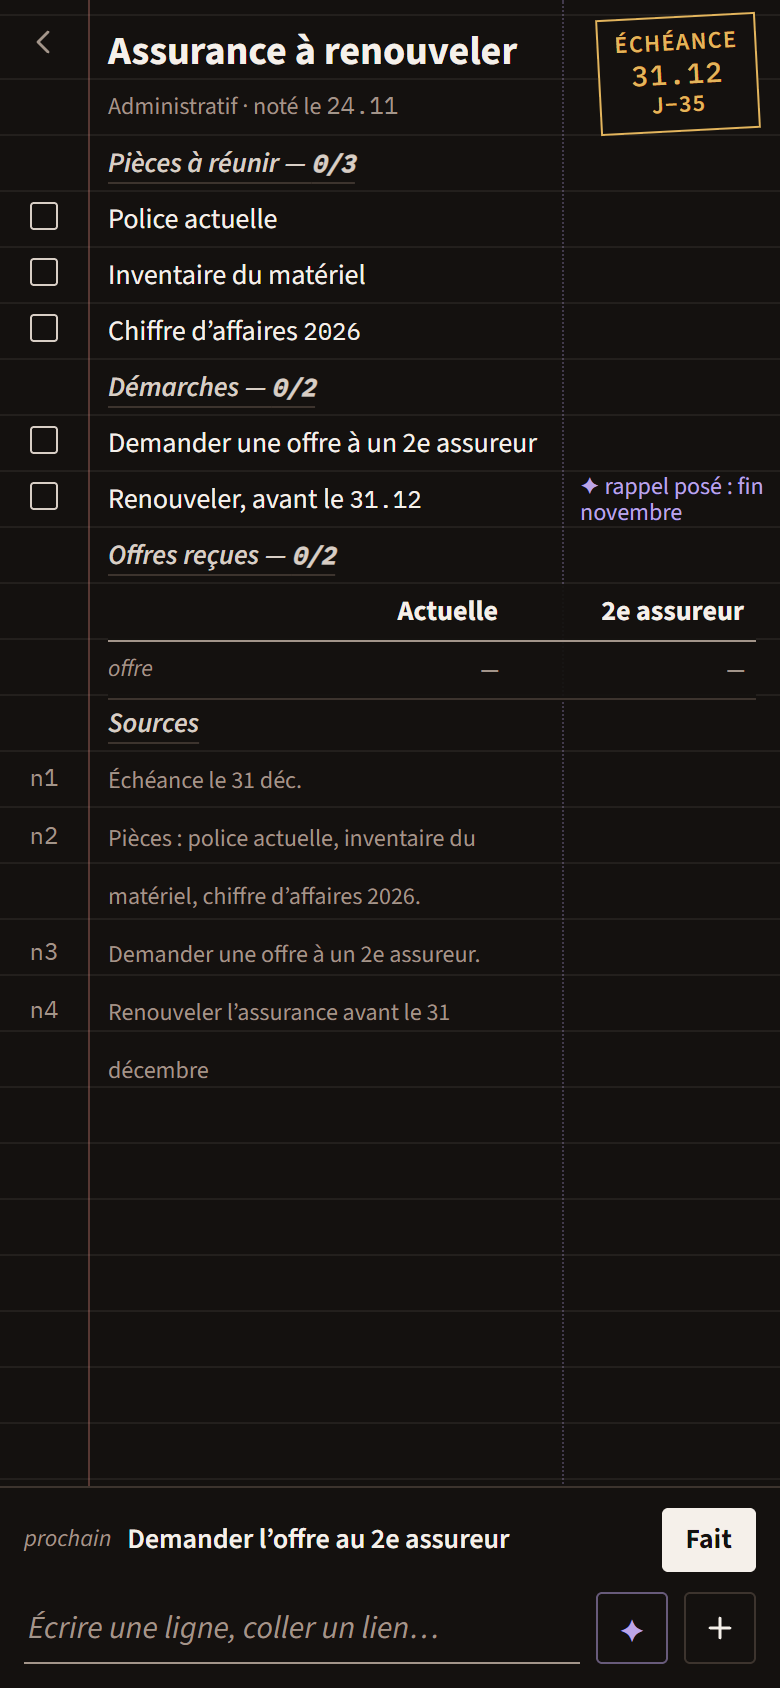 Assurance à renouveler
ÉCHÉANCE
31.12
J−35
Administratif · noté le 24.11
Pièces à réunir — 0/3
Police actuelle
Inventaire du matériel
Chiffre d’affaires 2026
Démarches — 0/2
Demander une offre à un 2e assureur
Renouveler, avant le 31.12
✦ rappel posé : fin
novembre
Offres reçues — 0/2
Actuelle 2e assureur
offre — —
Sources
n1 Échéance le 31 déc.
n2 Pièces : police actuelle, inventaire du
matériel, chiffre d’affaires 2026.
n3 Demander une offre à un 2e assureur.
n4 Renouveler l’assurance avant le 31
décembre
prochain Demander l’offre au 2e assureur Fait
Écrire une ligne, coller un lien…